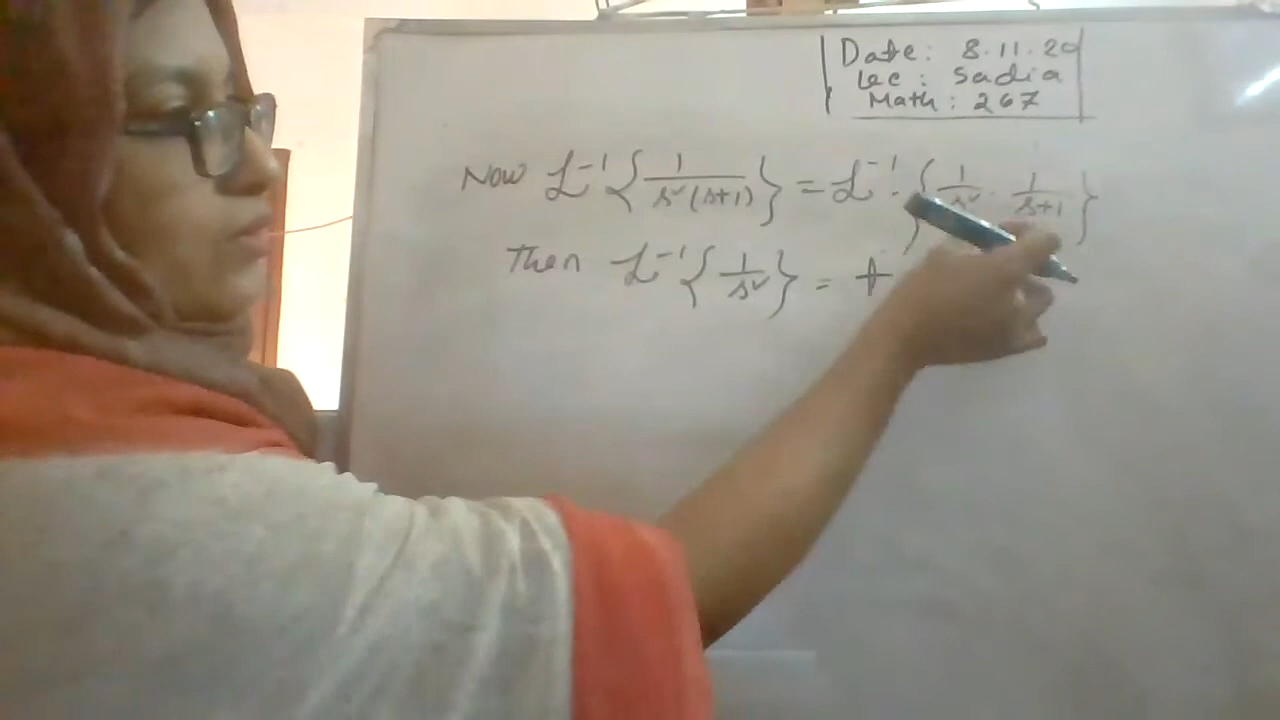 Date: 8.11.20
Lec: Sadia
Math: 267
Now ℒ⁻¹{1/s²(s+1)} = ℒ⁻¹·{1/s² · 1/s+1}
Then ℒ⁻¹{1/s²} = t